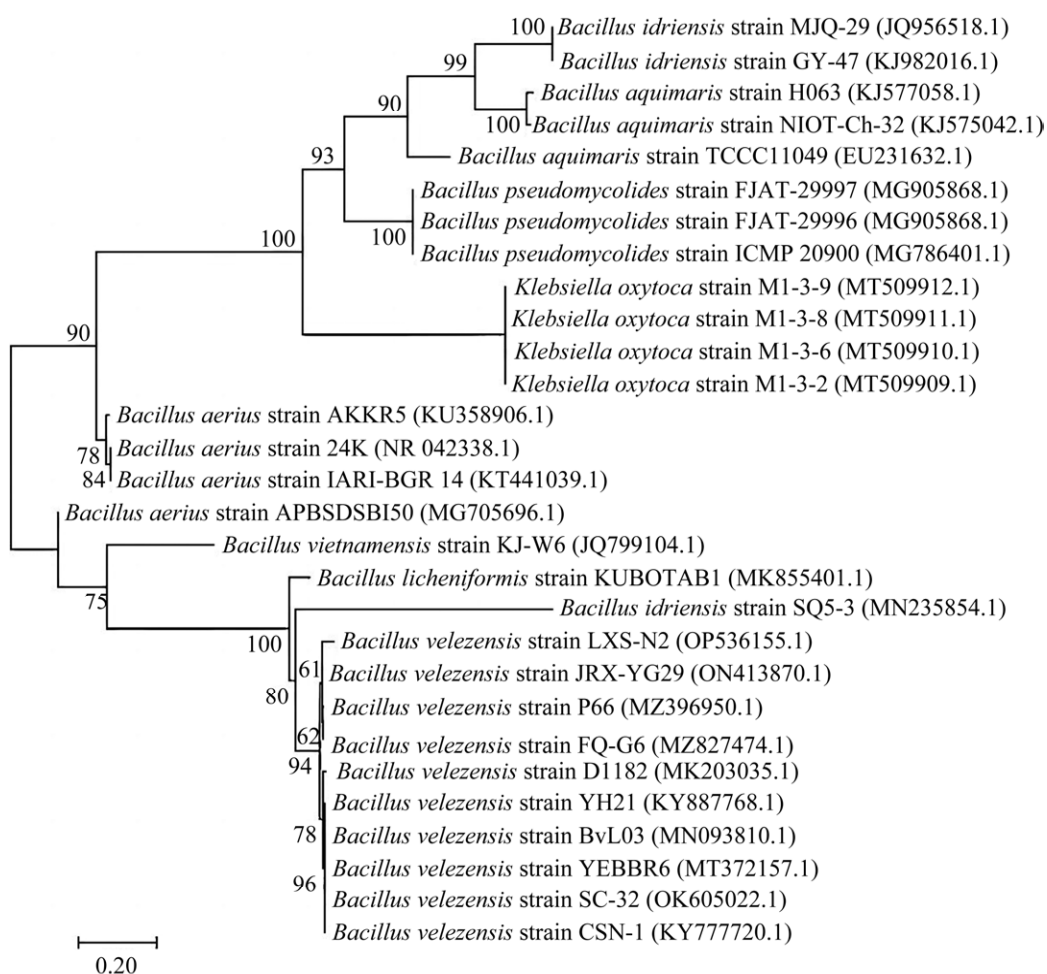 100 Bacillus idriensis strain MJQ-29 (JQ956518.1)
99
Bacillus idriensis strain GY-47 (KJ982016.1)
90
Bacillus aquimaris strain H063 (KJ577058.1)
100 Bacillus aquimaris strain NIOT-Ch-32 (KJ575042.1)
93
Bacillus aquimaris strain TCCC11049 (EU231632.1)
Bacillus pseudomycolides strain FJAT-29997 (MG905868.1)
Bacillus pseudomycolides strain FJAT-29996 (MG905868.1)
100
100
Bacillus pseudomycolides strain ICMP 20900 (MG786401.1)
Klebsiella oxytoca strain M1-3-9 (MT509912.1)
Klebsiella oxytoca strain M1-3-8 (MT509911.1)
90
Klebsiella oxytoca strain M1-3-6 (MT509910.1)
Klebsiella oxytoca strain M1-3-2 (MT509909.1)
Bacillus aerius strain AKKR5 (KU358906.1)
78 Bacillus aerius strain 24K (NR 042338.1)
84 Bacillus aerius strain IARI-BGR 14 (KT441039.1)
Bacillus aerius strain APBSDSBI50 (MG705696.1)
Bacillus vietnamensis strain KJ-W6 (JQ799104.1)
Bacillus licheniformis strain KUBOTAB1 (MK855401.1)
75
Bacillus idriensis strain SQ5-3 (MN235854.1)
100
Bacillus velezensis strain LXS-N2 (OP536155.1)
61 Bacillus velezensis strain JRX-YG29 (ON413870.1)
80
Bacillus velezensis strain P66 (MZ396950.1)
62
Bacillus velezensis strain FQ-G6 (MZ827474.1)
94
Bacillus velezensis strain D1182 (MK203035.1)
Bacillus velezensis strain YH21 (KY887768.1)
78 Bacillus velezensis strain BvL03 (MN093810.1)
Bacillus velezensis strain YEBBR6 (MT372157.1)
96
Bacillus velezensis strain SC-32 (OK605022.1)
Bacillus velezensis strain CSN-1 (KY777720.1)
0.20